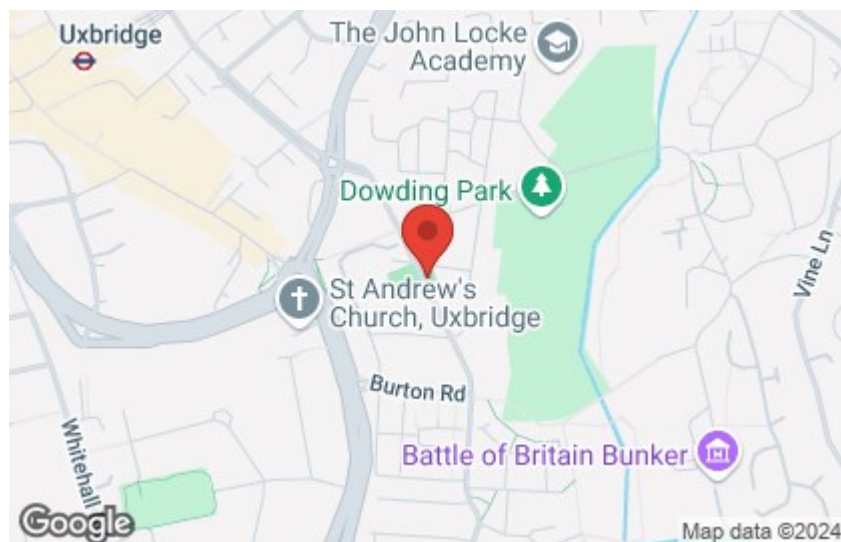 Uxbridge
The John Locke
Academy
Dowding Park
St Andrew's
Church, Uxbridge
Vine Ln
Burton Rd
Whitehall
Battle of Britain Bunker
Google
Map data ©2024